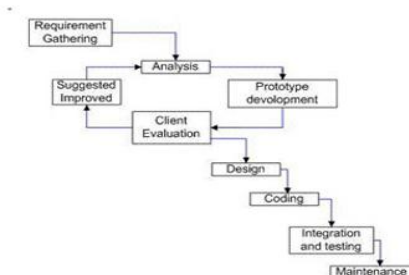 Requirement
Gathering
Analysis
Suggested
Improved
Prototype
devolopment
Client
Evaluation
Design
Coding
Integration
and testing
Maintenance